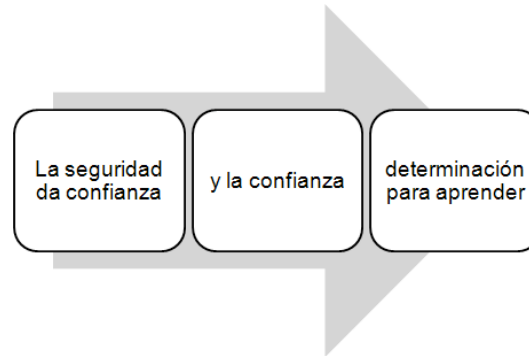 La seguridad
da confianza
y la confianza
determinación
para aprender